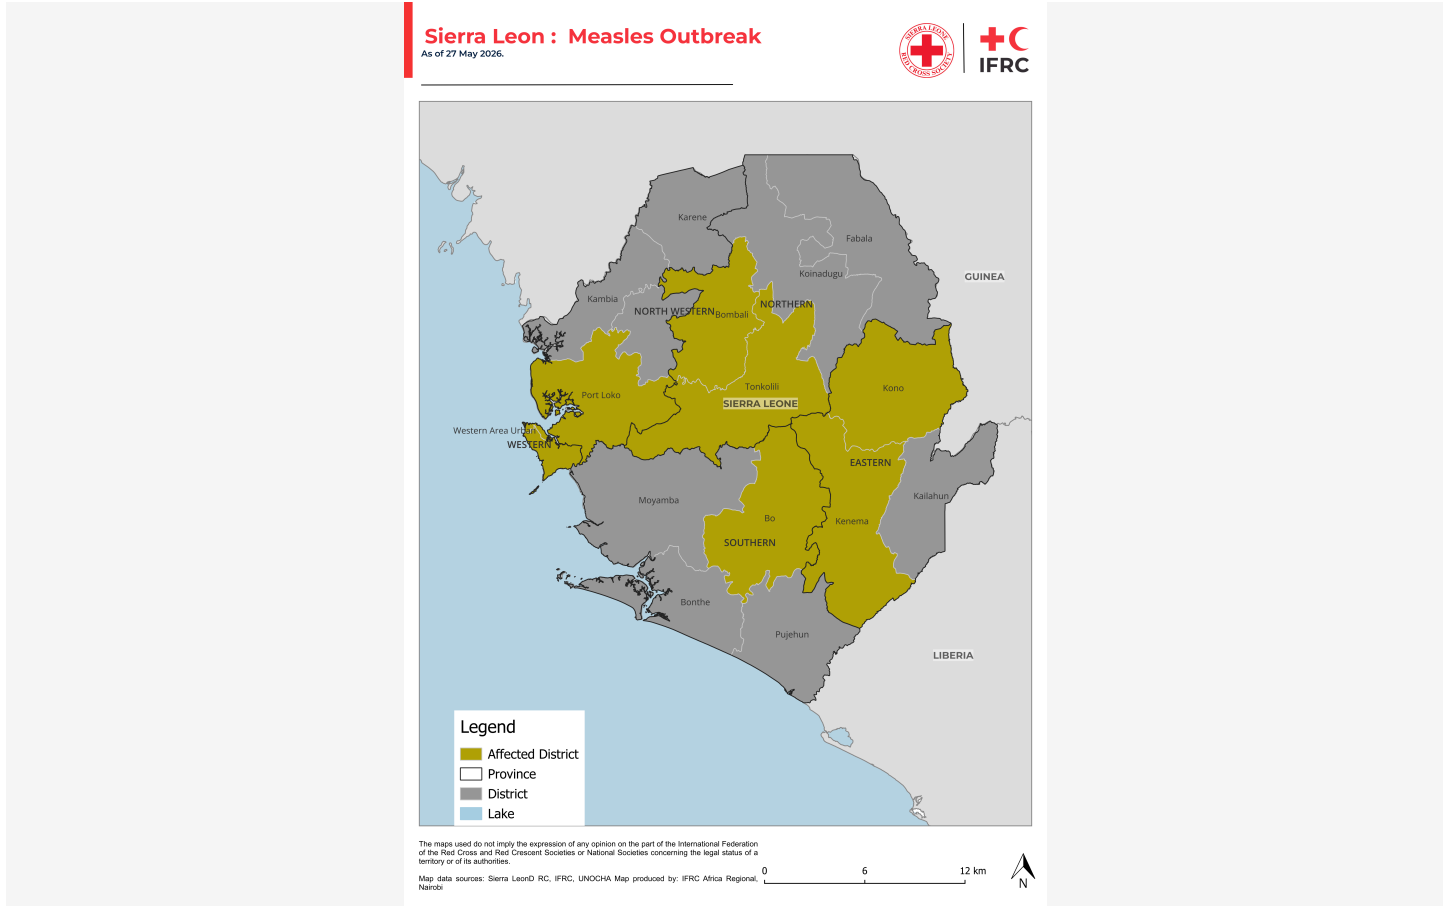 Sierra Leon : Measles Outbreak
As of 27 May 2026.
SIERRA LEONE
RED CROSS SOCIETY
IFRC
Karene
Fabala
Koinadugu
GUINEA
Kambia
NORTH WESTERN
Bombali
NORTHERN
Tonkolili
Kono
Port Loko
SIERRA LEONE
Western Area Urban
WESTERN
EASTERN
Moyamba
Kailahun
Bo
Kenema
SOUTHERN
Bonthe
Pujehun
LIBERIA
Legend
Affected District
Province
District
Lake
The maps used do not imply the expression of any opinion on the part of the International Federation
of the Red Cross and Red Crescent Societies or National Societies concerning the legal status of a
territory or of its authorities.
Map data sources: Sierra LeonD RC, IFRC, UNOCHA Map produced by: IFRC Africa Regional,
Nairobi
0 6 12 km
N